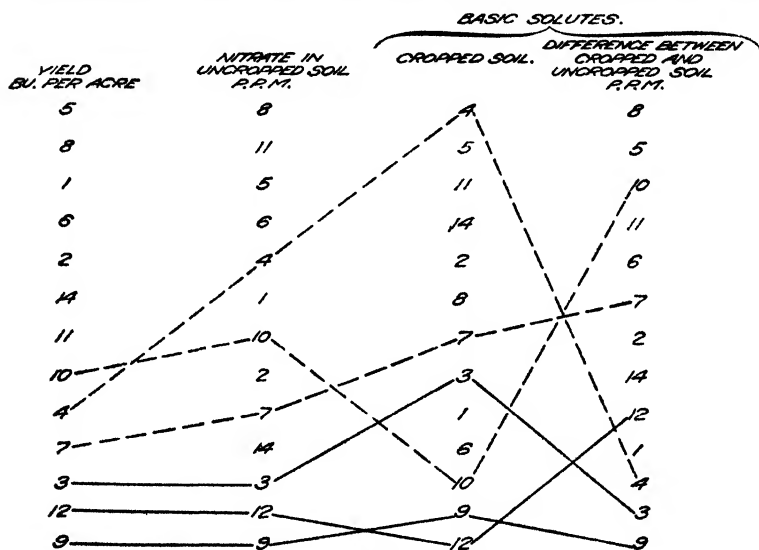 BASIC SOLUTES.
YIELD
BU. PER ACRE
NITRATE IN
UNCROPPED SOIL
P.P.M.
CROPPED SOIL.
DIFFERENCE BETWEEN
CROPPED AND
UNCROPPED SOIL
P.P.M.
5 8 4 8
8 11 5 5
1 5 11 10
6 6 14 11
2 4 2 6
14 1 8 7
11 10 7 2
10 2 3 14
4 7 1 12
7 14 6 1
3 3 10 4
12 12 9 3
9 9 12 9